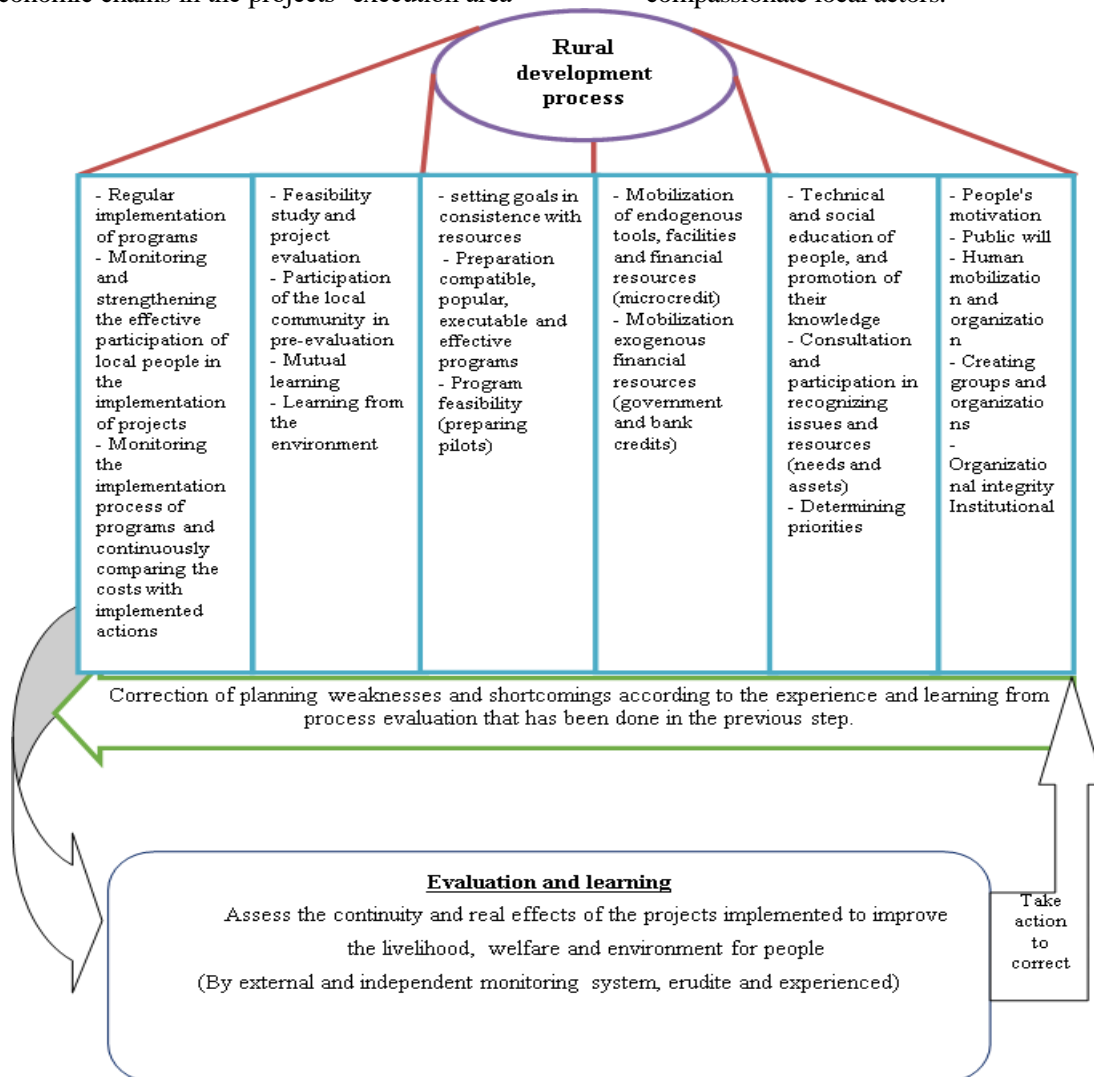 economic chains in the projects' execution area
compassionate local actors.
Rural
development
process
- Regular
implementation
of programs
- Monitoring
and
strengthening
the effective
participation of
local people in
the
implementation
of projects
- Monitoring
the
implementation
process of
programs and
continuously
comparing the
costs with
implemented
actions
- Feasibility
study and
project
evaluation
- Participation
of the local
community in
pre-evaluation
- Mutual
learning
- Learning from
the
environment
- setting goals in
consistence with
resources
- Preparation
compatible,
popular,
executable and
effective
programs
- Program
feasibility
(preparing
pilots)
- Mobilization
of endogenous
tools, facilities
and financial
resources
(microcredit)
- Mobilization
exogenous
financial
resources
(government
and bank
credits)
- Technical
and social
education of
people, and
promotion of
their
knowledge
- Consultation
and
participation in
recognizing
issues and
resources
(needs and
assets)
- Determining
priorities
- People's
motivation
- Public will
- Human
mobilizatio
n and
organizatio
n
- Creating
groups and
organizatio
ns
-
Organizatio
nal integrity
Institutional
Correction of planning weaknesses and shortcomings according to the experience and learning from
process evaluation that has been done in the previous step.
Evaluation and learning
Assess the continuity and real effects of the projects implemented to improve
the livelihood, welfare and environment for people
(By external and independent monitoring system, erudite and experienced)
Take
action
to
correct